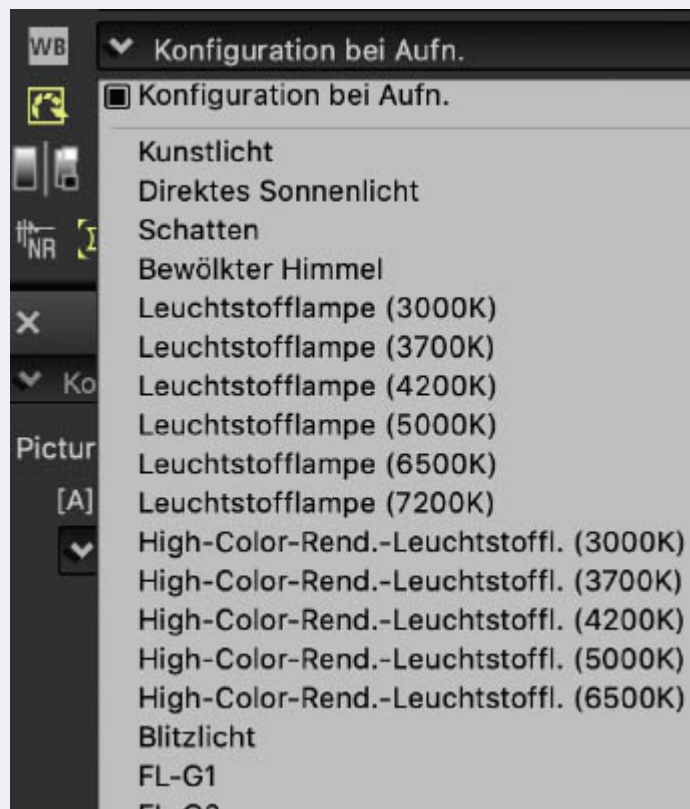 WB
Konfiguration bei Aufn.
Konfiguration bei Aufn.
Kunstlicht
Direktes Sonnenlicht
Schatten
Bewölkter Himmel
NR
Leuchtstofflampe (3000K)
Leuchtstofflampe (3700K)
Ko
Leuchtstofflampe (4200K)
Leuchtstofflampe (5000K)
Pictur
Leuchtstofflampe (6500K)
Leuchtstofflampe (7200K)
[A]
High-Color-Rend.-Leuchtstoffl. (3000K)
High-Color-Rend.-Leuchtstoffl. (3700K)
High-Color-Rend.-Leuchtstoffl. (4200K)
High-Color-Rend.-Leuchtstoffl. (5000K)
High-Color-Rend.-Leuchtstoffl. (6500K)
Blitzlicht
FL-G1